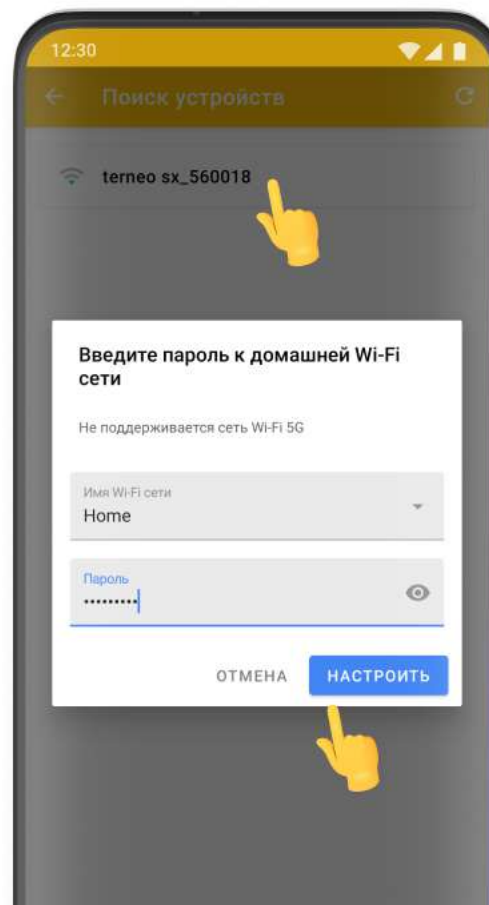 12:30
Поиск устройств
terneo sx_560018
Введите пароль к домашней Wi-Fi
сети
Не поддерживается сеть Wi-Fi 5G
Имя Wi-Fi сети
Home
Пароль
•••••••••
ОТМЕНА НАСТРОИТЬ